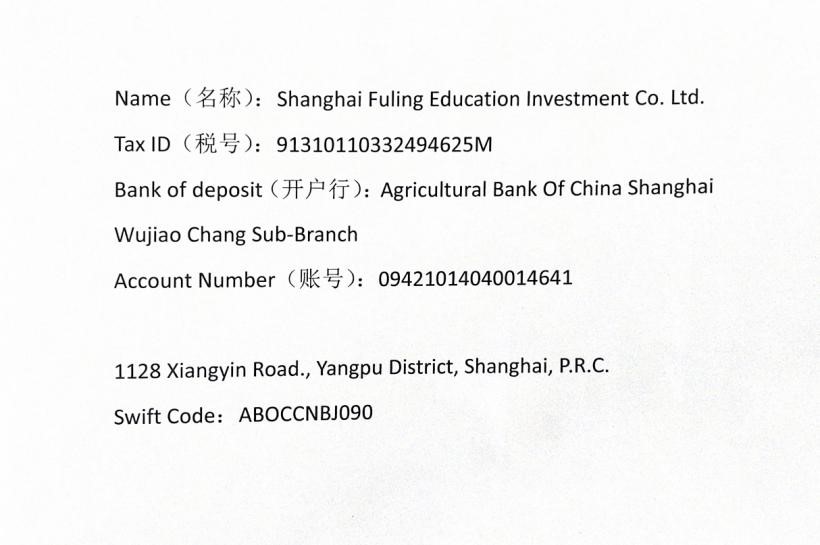 Name（名称）：Shanghai Fuling Education Investment Co. Ltd.
Tax ID（税号）：91310110332494625M
Bank of deposit（开户行）：Agricultural Bank Of China Shanghai
Wujiao Chang Sub-Branch
Account Number（账号）：09421014040014641
1128 Xiangyin Road., Yangpu District, Shanghai, P.R.C.
Swift Code：ABOCCNBJ090